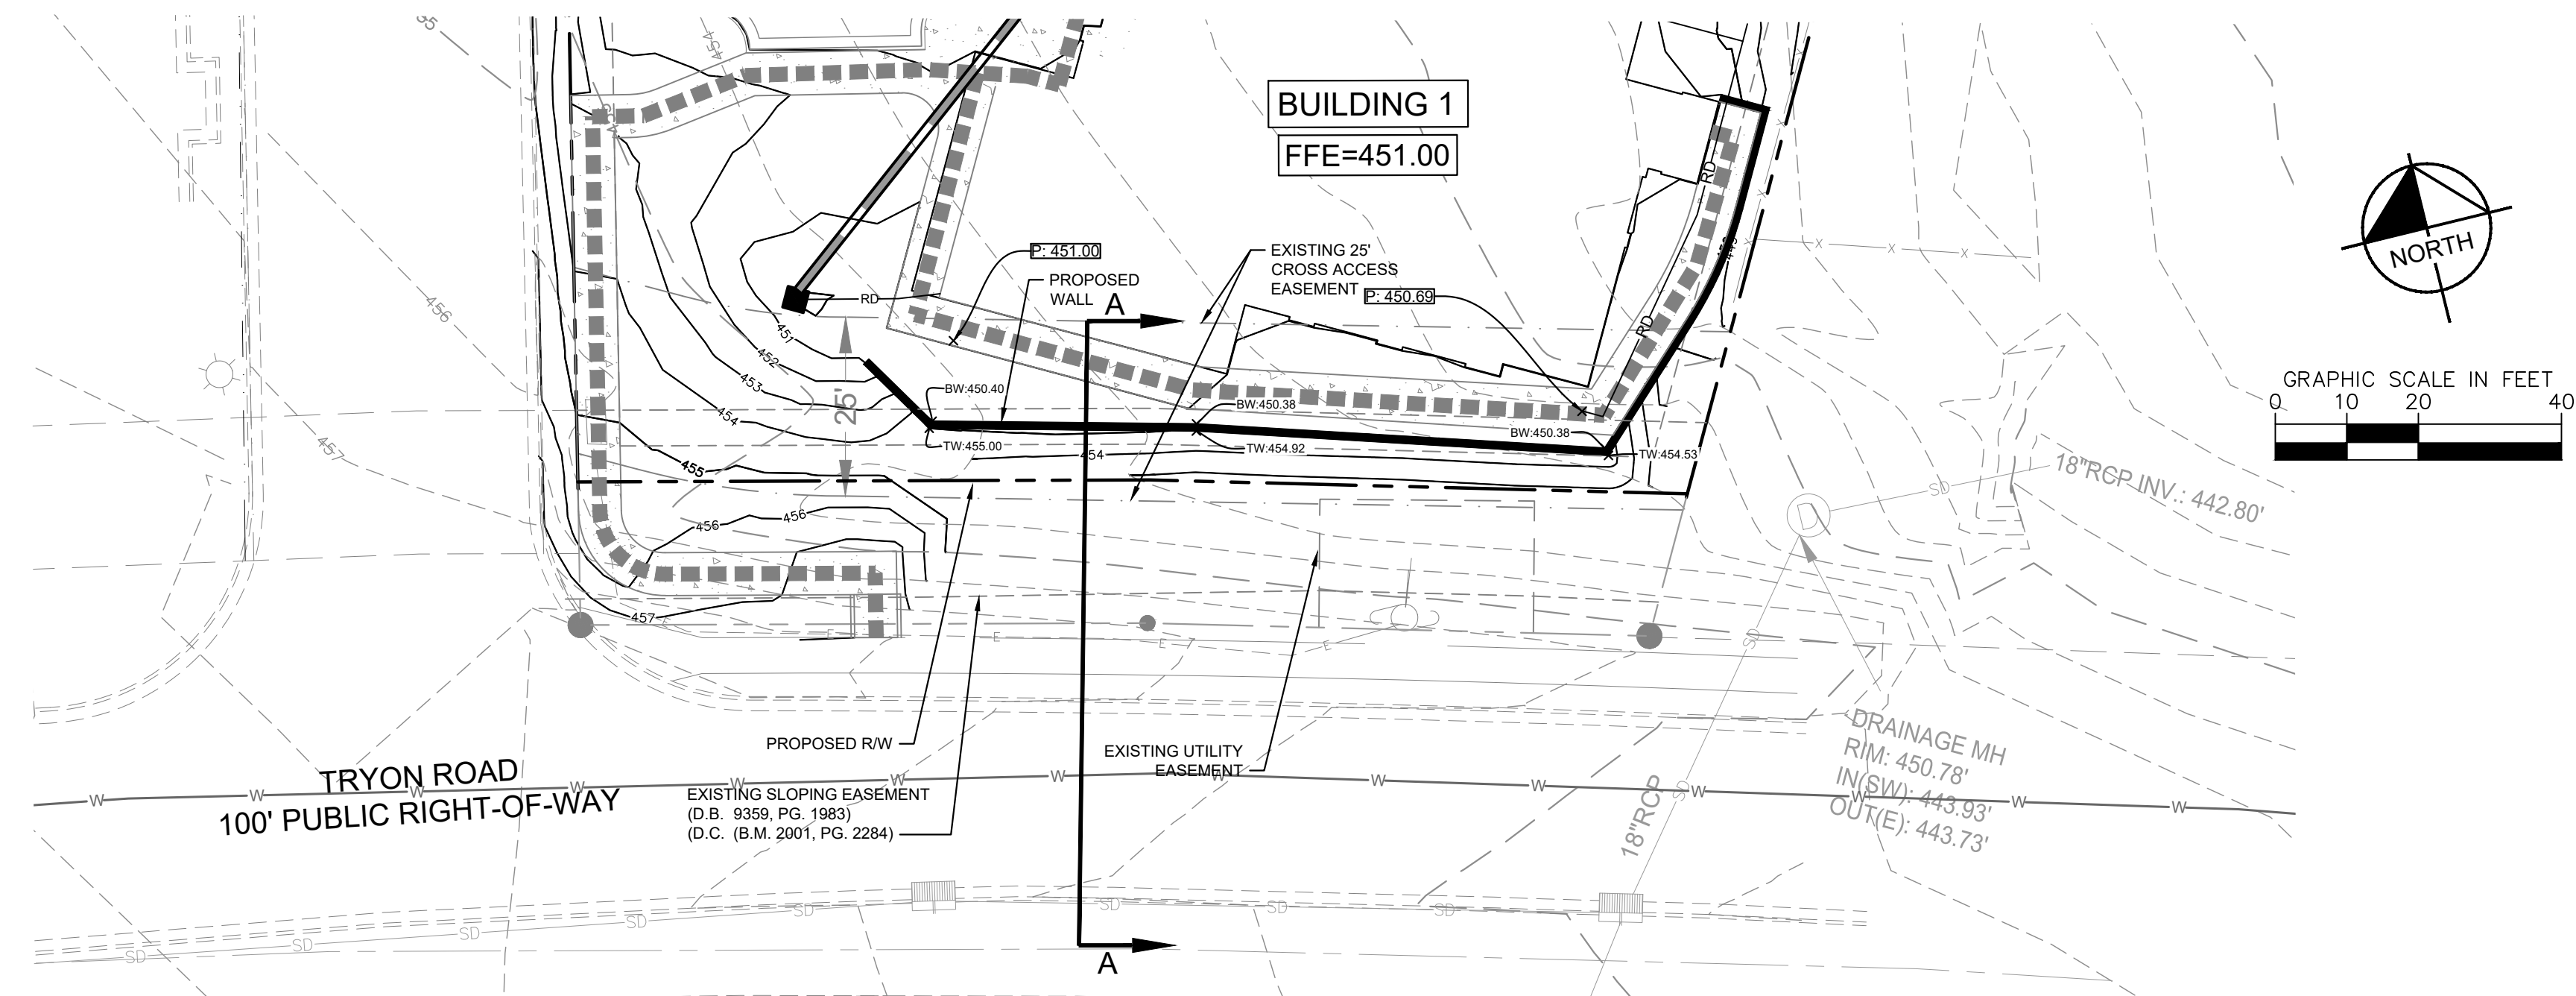 35
454
455
BUILDING 1
FFE=451.00
NORTH
GRAPHIC SCALE IN FEET
0 10 20 40
P: 451.00
PROPOSED
WALL
A
EXISTING 25'
CROSS ACCESS
EASEMENT
P: 450.69
RD
RD
RD
456
457
451
452
453
454
455
456
456
457
25'
BW:450.40
TW:455.00
BW:450.38
TW:454.92
BW:450.38
TW:454.53
454
18"RCP INV.: 442.80'
SD
D
X X X X
E E E E E
PROPOSED R/W
EXISTING UTILITY
EASEMENT
TRYON ROAD
100' PUBLIC RIGHT-OF-WAY
W W W W W W W W W W W W W W
EXISTING SLOPING EASEMENT
(D.B. 9359, PG. 1983)
(D.C. (B.M. 2001, PG. 2284)
DRAINAGE MH
RIM: 450.78'
IN(SW): 443.93'
OUT(E): 443.73'
18"RCP
SD
SD
SD SD SD SD SD SD SD SD
A